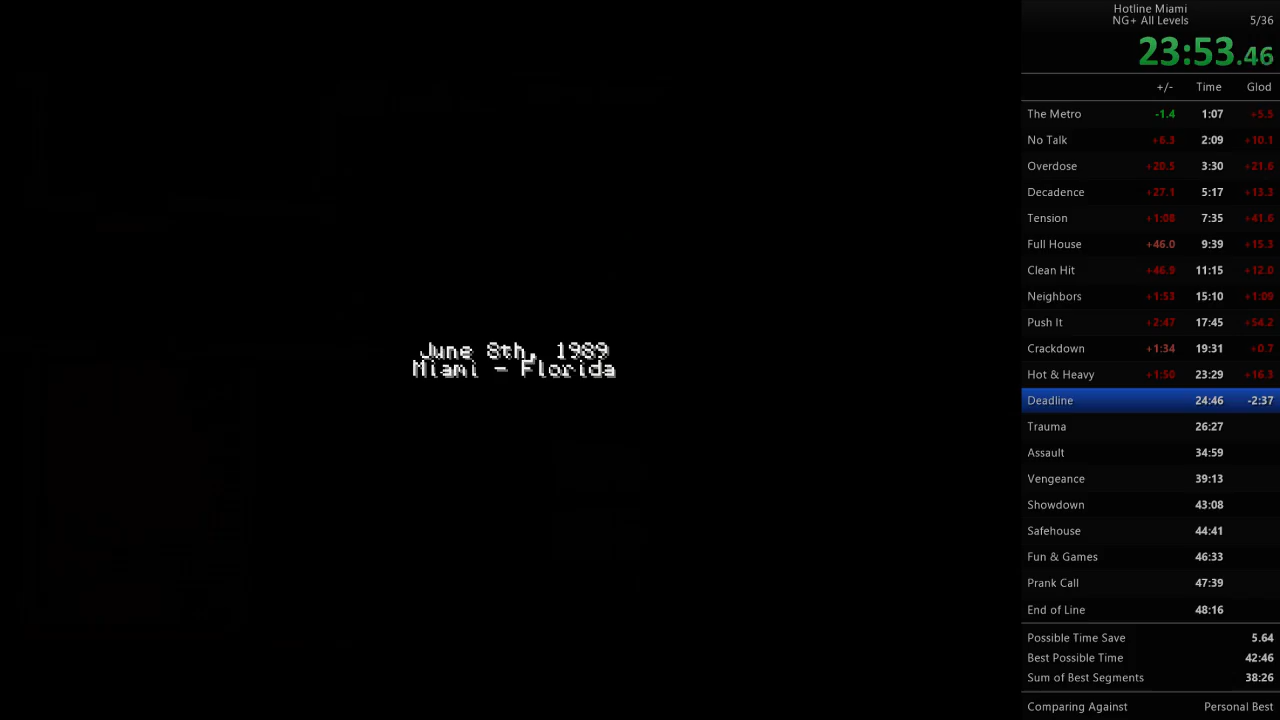 Hotline Miami
NG+ All Levels 5/36
23:53.46
+/- Time Glod
The Metro -1.4 1:07 +5.5
No Talk +6.3 2:09 +10.1
Overdose +20.5 3:30 +21.6
Decadence +27.1 5:17 +13.3
Tension +1:08 7:35 +41.6
Full House +46.0 9:39 +15.3
Clean Hit +46.9 11:15 +12.0
Neighbors +1:53 15:10 +1:09
Push It +2:47 17:45 +54.2
Crackdown +1:34 19:31 +0.7
Hot & Heavy +1:50 23:29 +16.3
Deadline 24:46 -2:37
Trauma 26:27
Assault 34:59
Vengeance 39:13
Showdown 43:08
Safehouse 44:41
Fun & Games 46:33
Prank Call 47:39
End of Line 48:16
Possible Time Save 5.64
Best Possible Time 42:46
Sum of Best Segments 38:26
Comparing Against Personal Best
June 8th, 1989
Miami - Florida